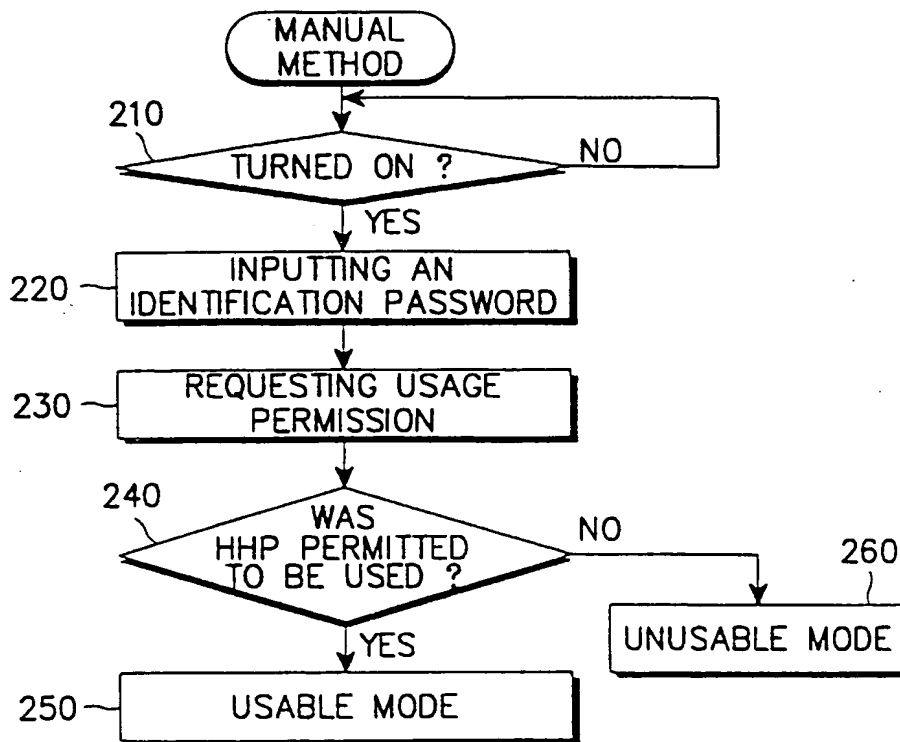 MANUAL
METHOD
210
TURNED ON ?
NO
YES
220
INPUTTING AN
IDENTIFICATION PASSWORD
230
REQUESTING USAGE
PERMISSION
240
WAS
HHP PERMITTED
TO BE USED ?
NO
260
UNUSABLE MODE
YES
250
USABLE MODE